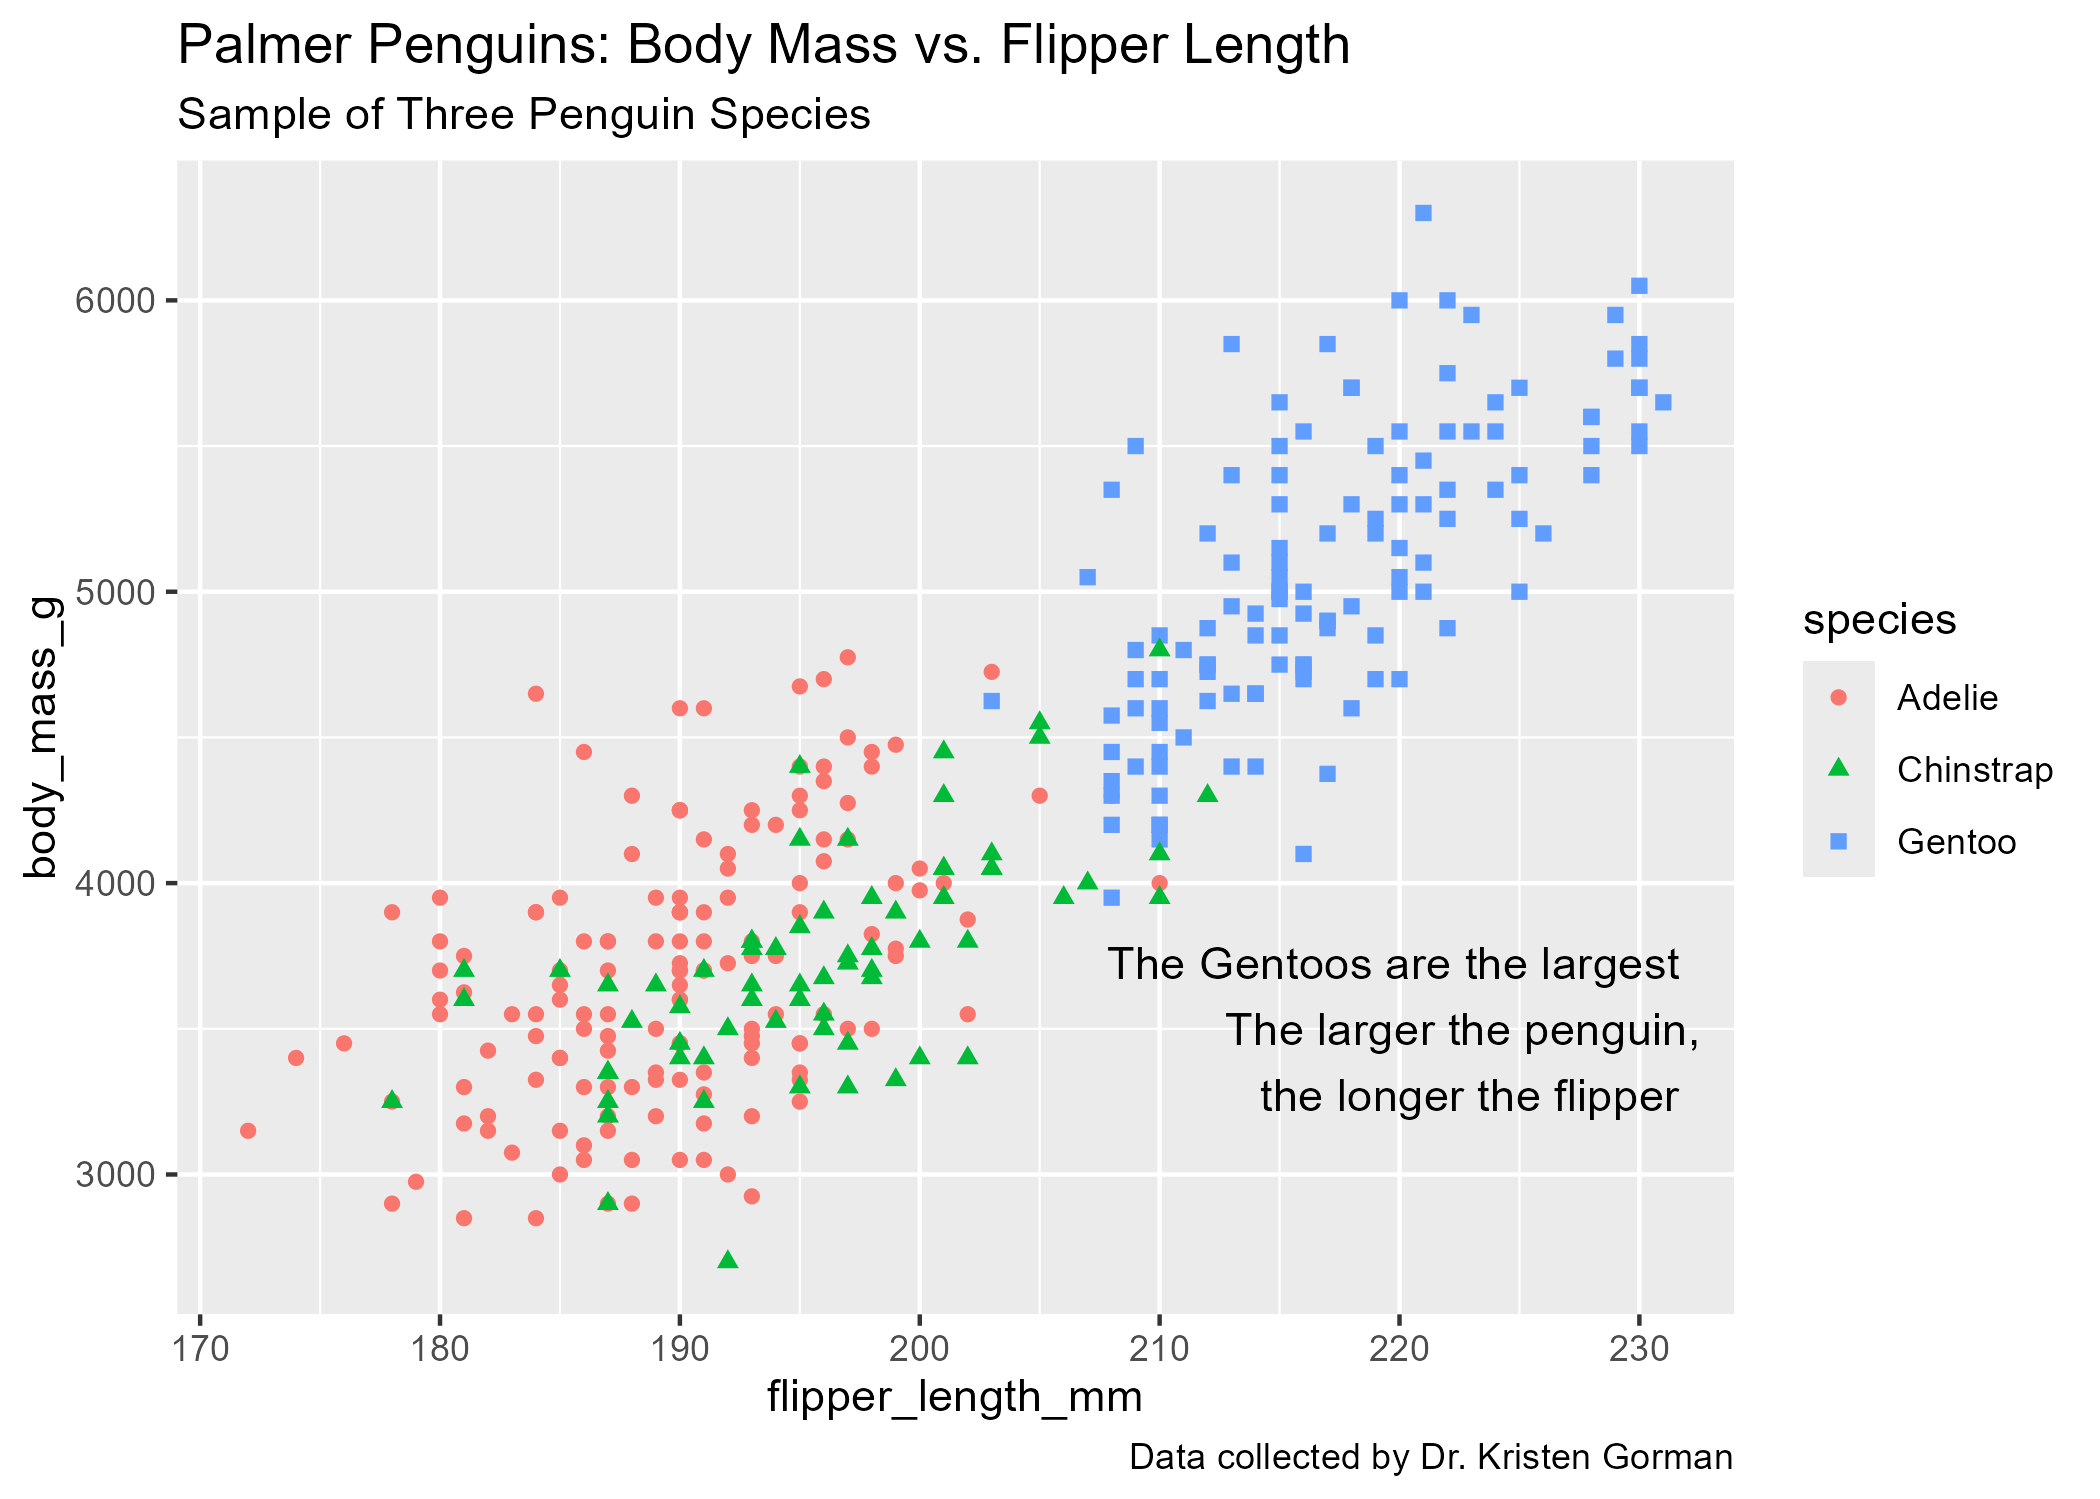 Palmer Penguins: Body Mass vs. Flipper Length
Sample of Three Penguin Species
body_mass_g
6000
5000
4000
3000
The Gentoos are the largest
The larger the penguin,
the longer the flipper
170 180 190 200 210 220 230
flipper_length_mm
species
Adelie
Chinstrap
Gentoo
Data collected by Dr. Kristen Gorman